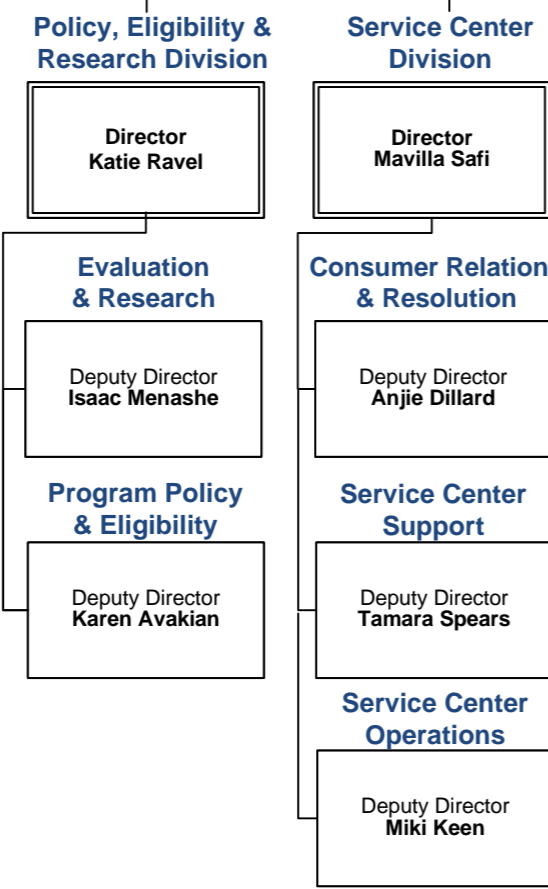 Policy, Eligibility &
Research Division
Director
Katie Ravel
Evaluation
& Research
Deputy Director
Isaac Menashe
Program Policy
& Eligibility
Deputy Director
Karen Avakian
Service Center
Division
Director
Mavilla Safi
Consumer Relation
& Resolution
Deputy Director
Anjie Dillard
Service Center
Support
Deputy Director
Tamara Spears
Service Center
Operations
Deputy Director
Miki Keen